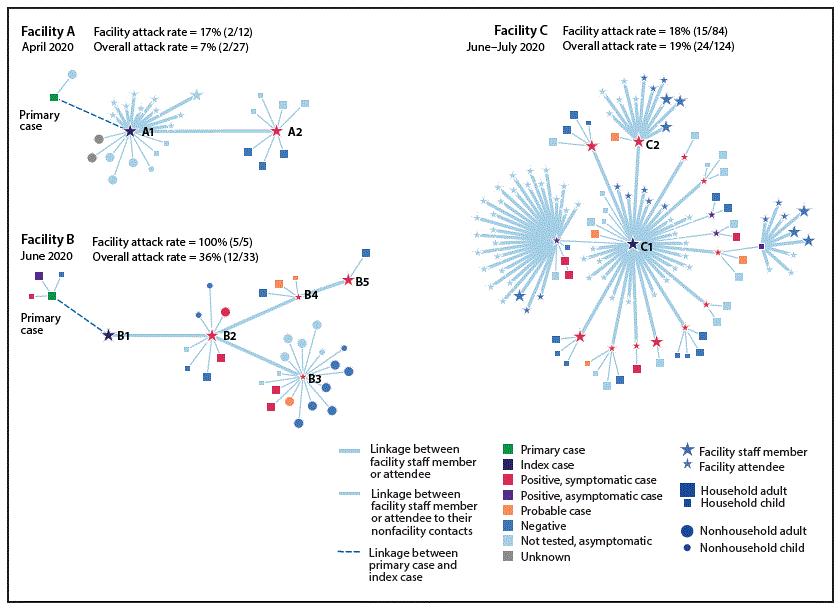 Facility A
Facility attack rate = 17% (2/12)
April 2020
Overall attack rate = 7% (2/27)
Primary
case
A1
A2
Facility B
Facility attack rate = 100% (5/5)
June 2020
Overall attack rate = 36% (12/33)
Primary
case
B1
B2
B3
B4
B5
Facility C
Facility attack rate = 18% (15/84)
June–July 2020
Overall attack rate = 19% (24/124)
C2
C1
Linkage between
facility staff member
or attendee
Linkage between
facility staff member
or attendee to their
nonfacility contacts
Linkage between
primary case and
index case
Primary case
Index case
Positive, symptomatic case
Positive, asymptomatic case
Probable case
Negative
Not tested, asymptomatic
Unknown
Facility staff member
Facility attendee
Household adult
Household child
Nonhousehold adult
Nonhousehold child